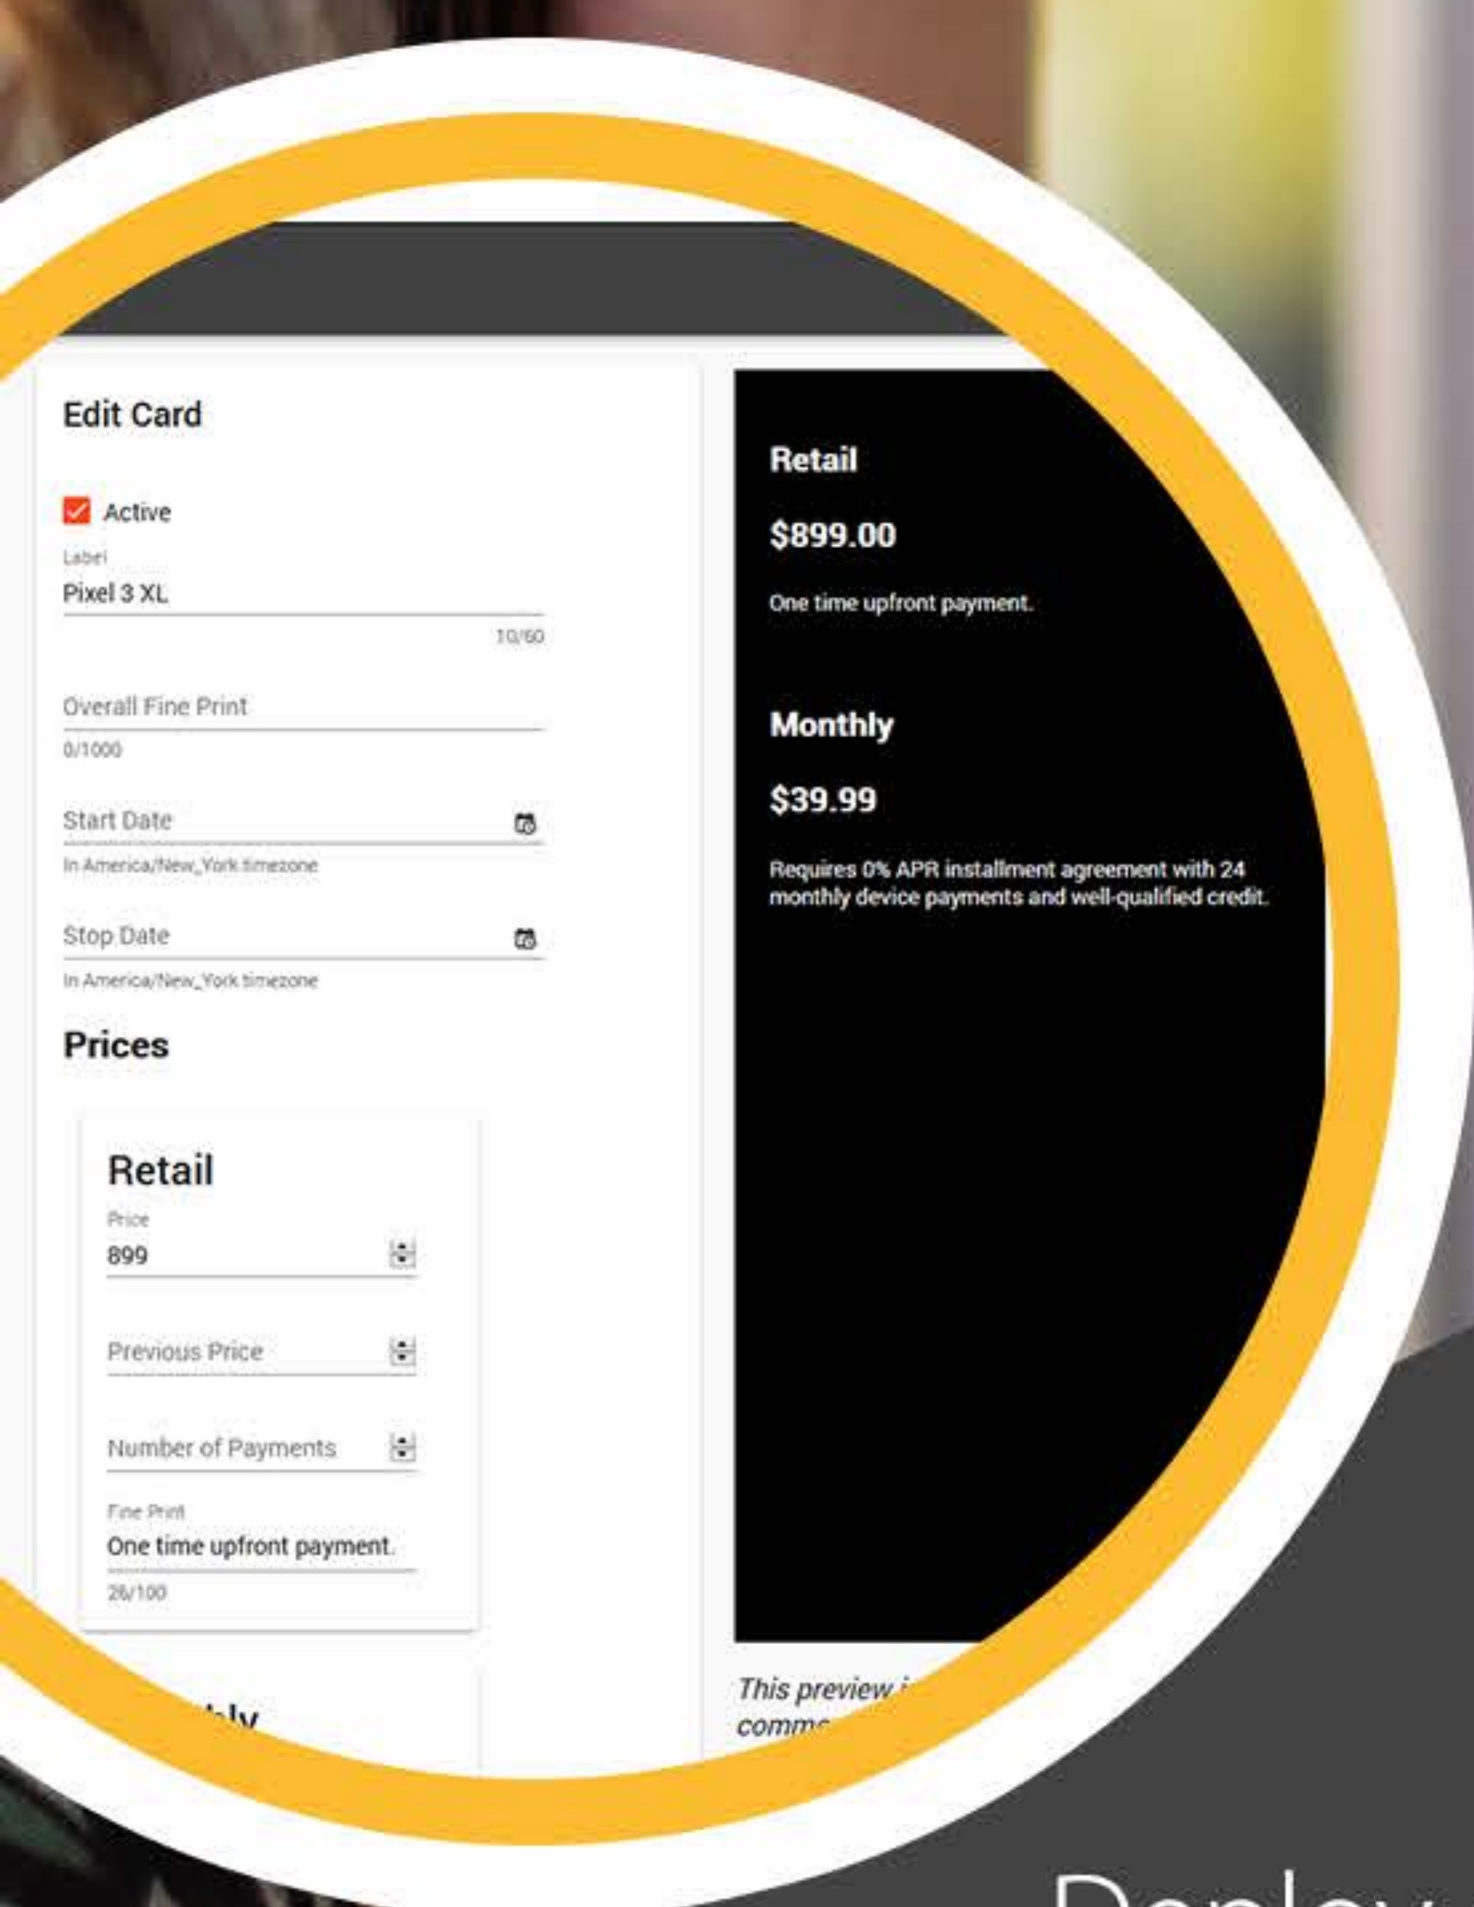 Edit Card
Active
Label
Pixel 3 XL
10/60
Overall Fine Print
0/1000
Start Date
In America/New_York timezone
Stop Date
In America/New_York timezone
Prices
Retail
Price
899
Previous Price
Number of Payments
Fine Print
One time upfront payment.
26/100
Retail
$899.00
One time upfront payment.
Monthly
$39.99
Requires 0% APR installment agreement with 24
monthly device payments and well-qualified credit.
This preview
Deploy